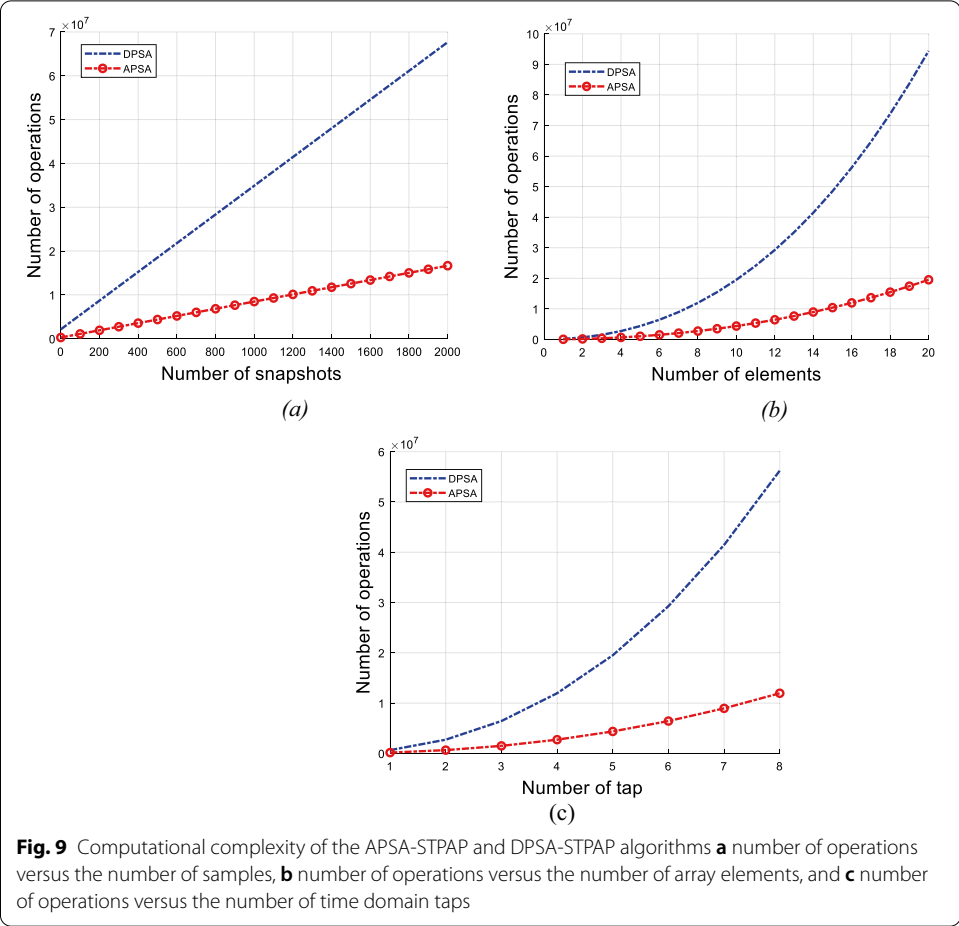 ×10⁷
7
6
5
4
3
2
1
0
Number of operations
DPSA
APSA
0 200 400 600 800 1000 1200 1400 1600 1800 2000
Number of snapshots
(a)
×10⁷
10
9
8
7
6
5
4
3
2
1
0
Number of operations
DPSA
APSA
0 2 4 6 8 10 12 14 16 18 20
Number of elements
(b)
×10⁷
6
5
4
3
2
1
0
Number of operations
DPSA
APSA
1 2 3 4 5 6 7 8
Number of tap
(c)
Fig. 9 Computational complexity of the APSA-STPAP and DPSA-STPAP algorithms a number of operations
versus the number of samples, b number of operations versus the number of array elements, and c number
of operations versus the number of time domain taps